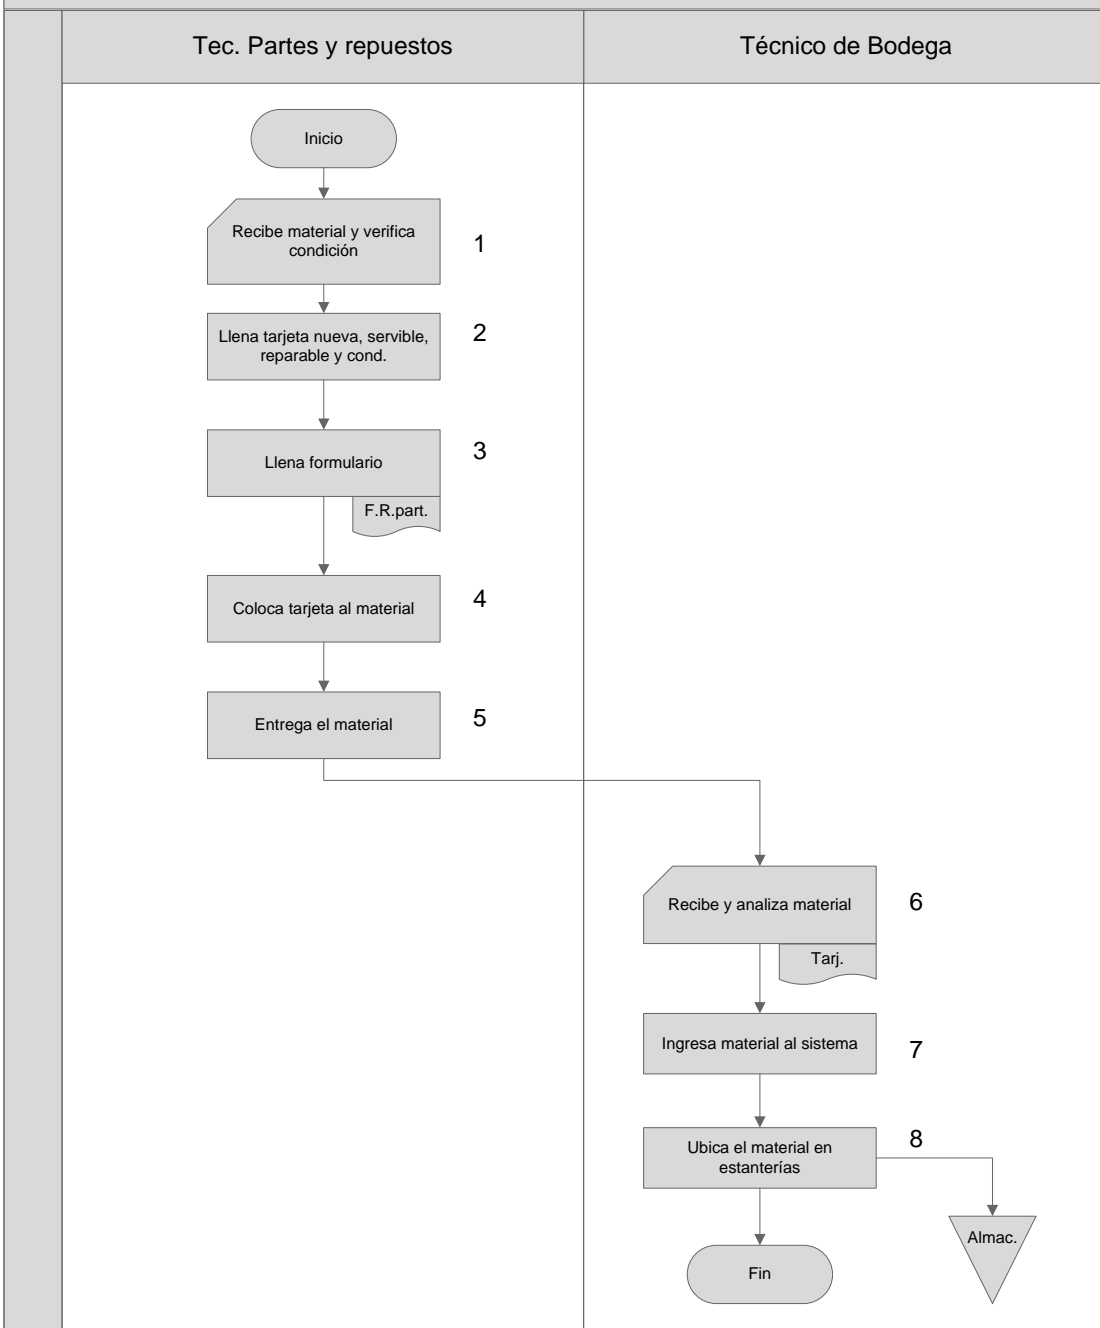 Tec. Partes y repuestos
Técnico de Bodega
Inicio
Recibe material y verifica
condición
1
Llena tarjeta nueva, servible,
reparable y cond.
2
Llena formulario
3
F.R.part.
Coloca tarjeta al material
4
Entrega el material
5
Recibe y analiza material
6
Tarj.
Ingresa material al sistema
7
Ubica el material en
estanterías
8
Almac.
Fin